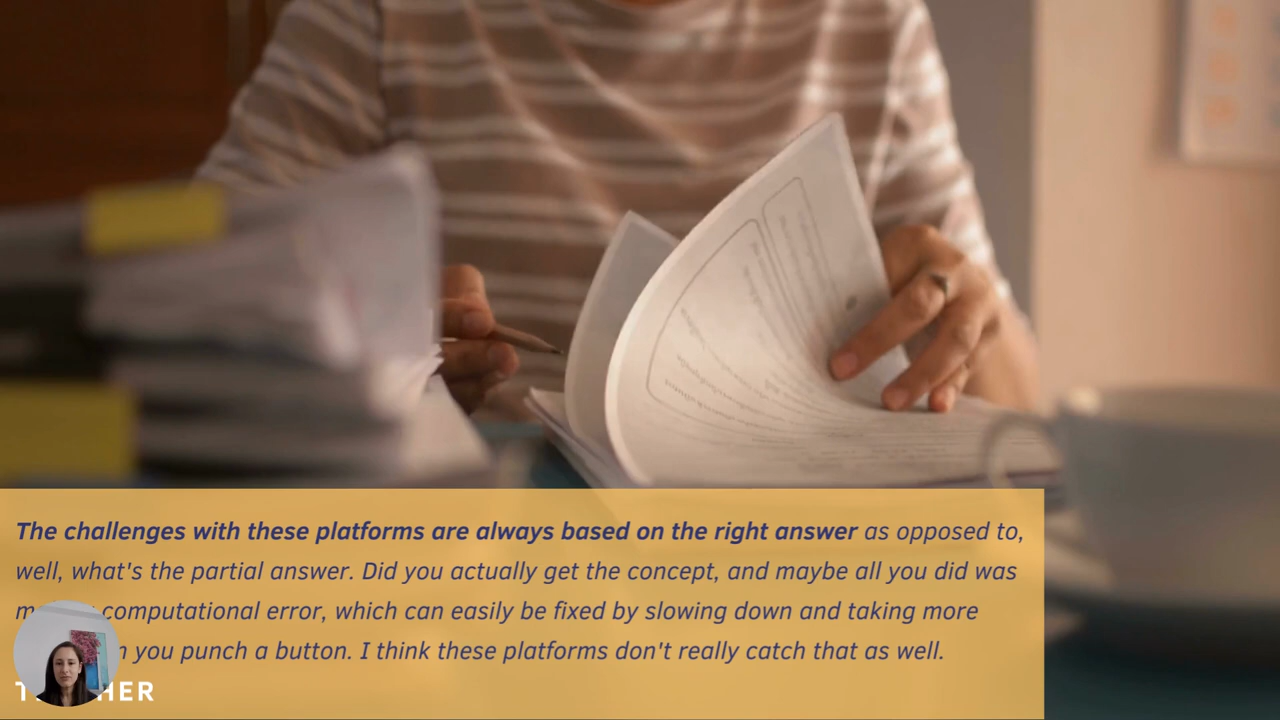 The challenges with these platforms are always based on the right answer as opposed to,
well, what's the partial answer. Did you actually get the concept, and maybe all you did was
computational error, which can easily be fixed by slowing down and taking more
you punch a button. I think these platforms don't really catch that as well.